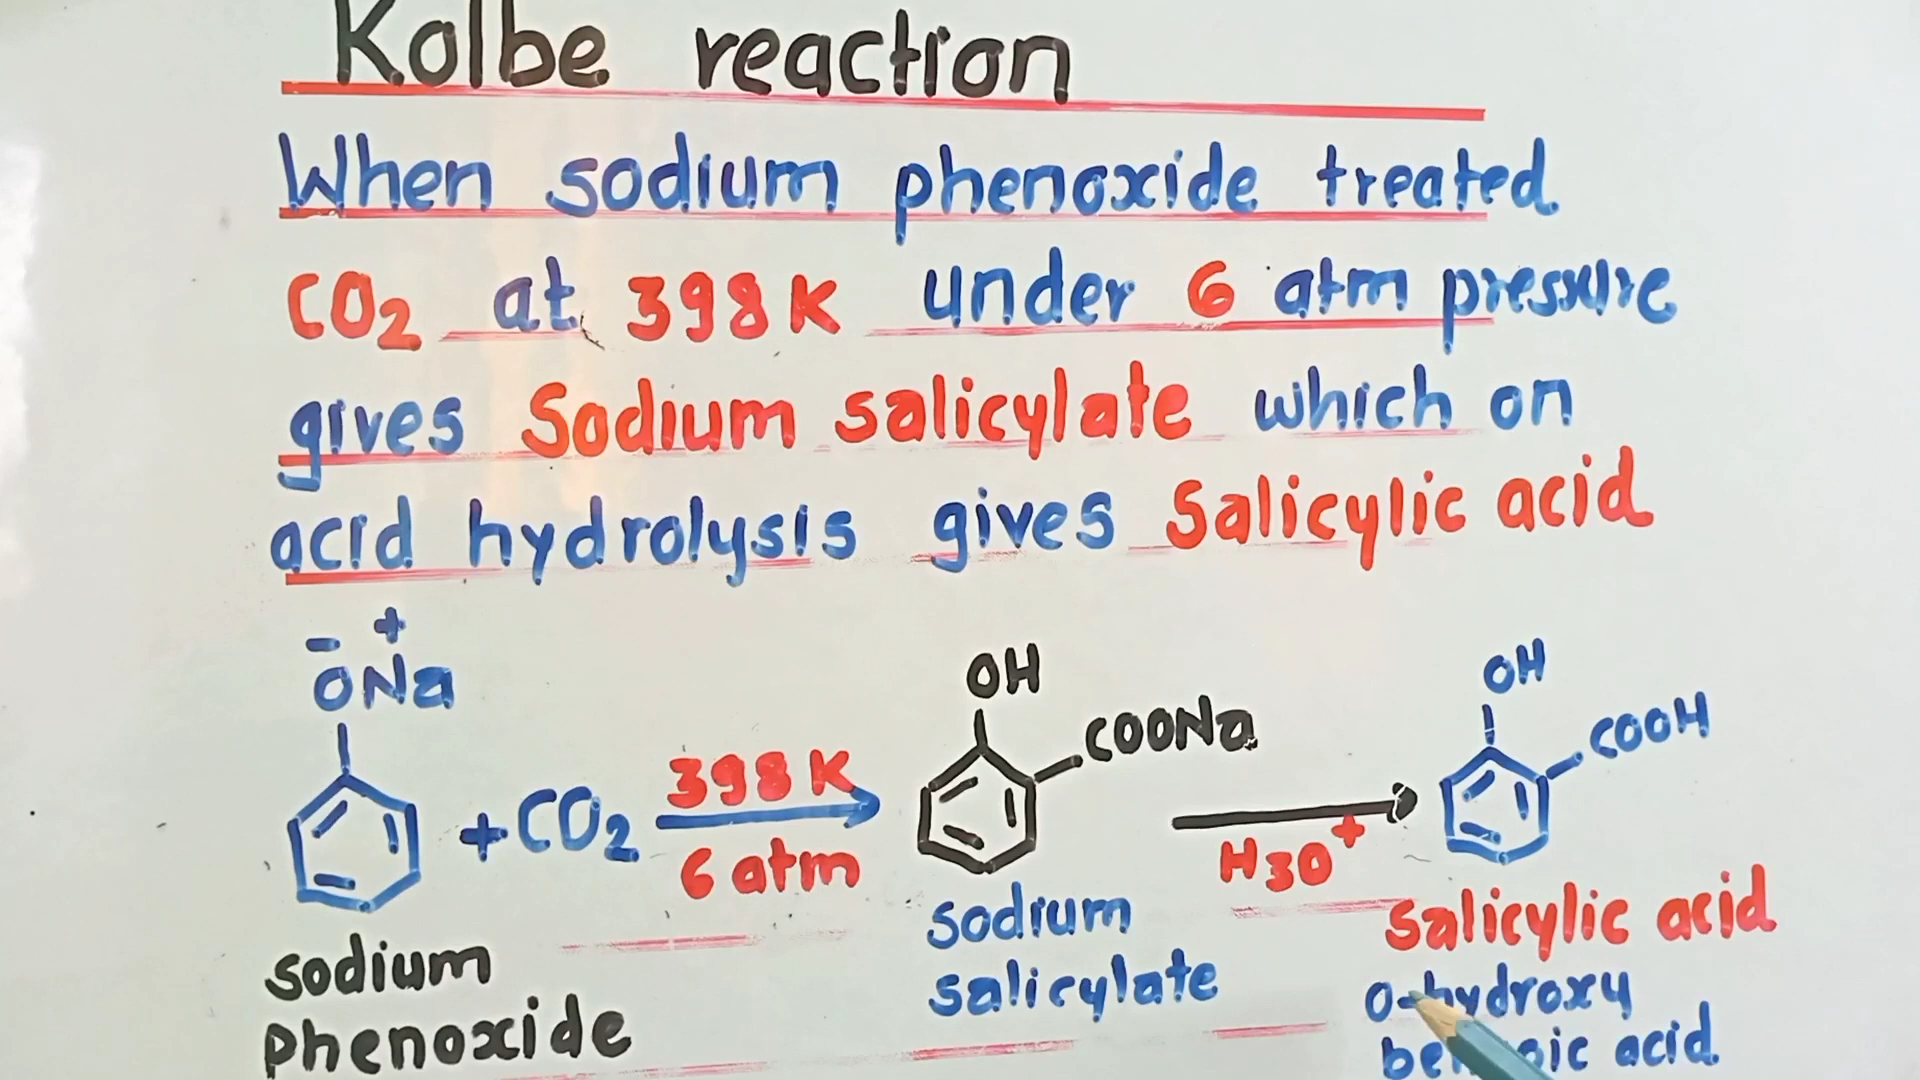 Kolbe reaction
When sodium phenoxide treated
CO2 at 398K under 6 atm pressure
gives Sodium salicylate which on
acid hydrolysis gives Salicylic acid
- +
ONa
OH
OH
COONa
COOH
398K
+CO2
6 atm
H3O+
sodium
phenoxide
sodium
salicylate
Salicylic acid
O-hydroxy
acid